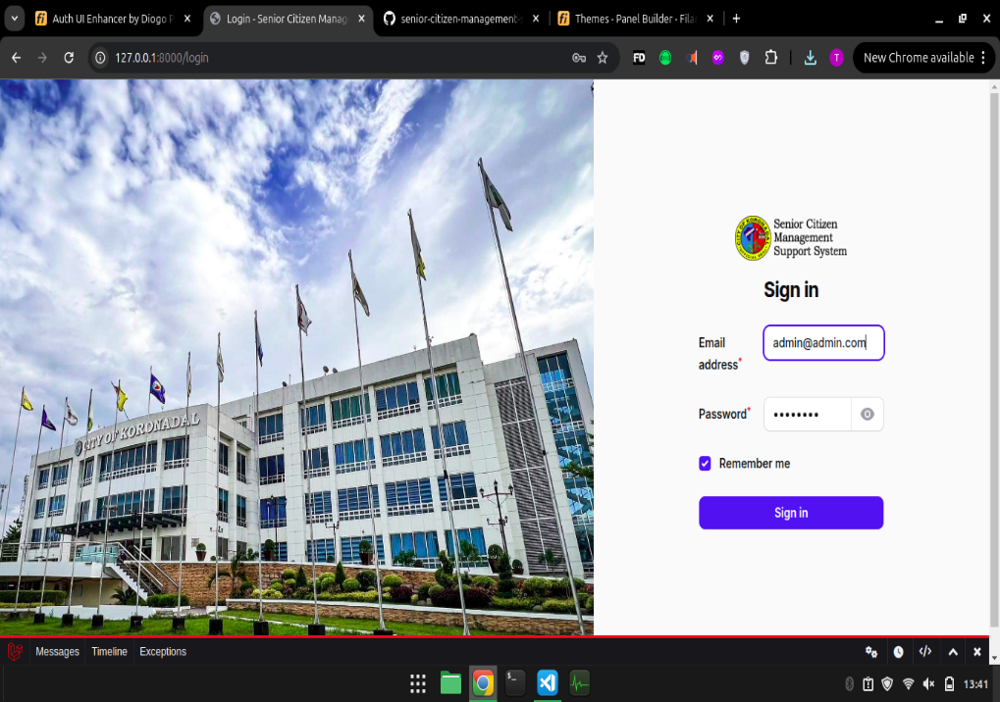 Auth UI Enhancer by Diogo P
Login - Senior Citizen Manag
senior-citizen-management-s
Themes - Panel Builder - Fila
127.0.0.1:8000/login
FD
T
New Chrome available
CITY OF KORONADAL
Senior Citizen
Management
Support System
Sign in
Email
address*
admin@admin.com
Password*
Remember me
Sign in
Messages
Timeline
Exceptions
13:41